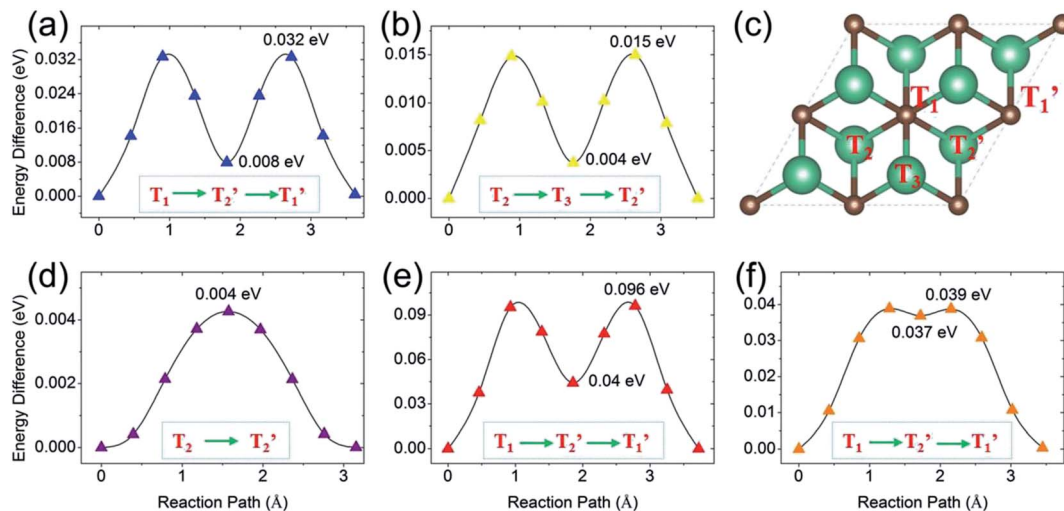 (a)
Energy Difference (eV)
0.032
0.024
0.016
0.008
0.000
0.032 eV
0.008 eV
T₁ → T₂’ → T₁’
0 1 2 3
(b)
0.015
0.010
0.005
0.000
0.015 eV
0.004 eV
T₂ → T₃ → T₂’
0 1 2 3
(c)
T₁ T₁’
T₂ T₂’
T₃
(d)
Energy Difference (eV)
0.006
0.004
0.002
0.000
0.004 eV
T₂ → T₂’
0 1 2 3
Reaction Path (Å)
(e)
0.12
0.09
0.06
0.03
0.00
0.096 eV
0.04 eV
T₁ → T₂’ → T₁’
0 1 2 3
Reaction Path (Å)
(f)
0.04
0.03
0.02
0.01
0.00
0.039 eV
0.037 eV
T₁ → T₂’ → T₁’
0 1 2 3
Reaction Path (Å)